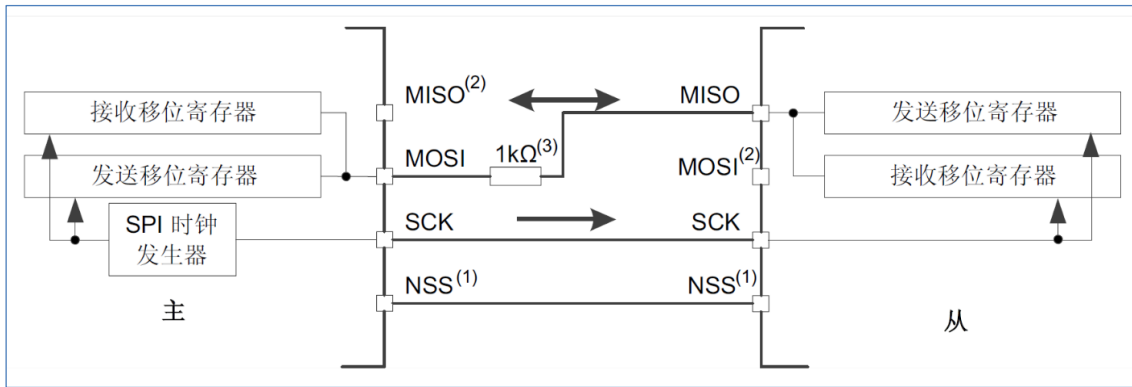 MISO(2)
MISO
接收移位寄存器
发送移位寄存器
MOSI
1kΩ(3)
MOSI(2)
发送移位寄存器
接收移位寄存器
SPI 时钟
发生器
SCK
SCK
NSS(1)
NSS(1)
主
从